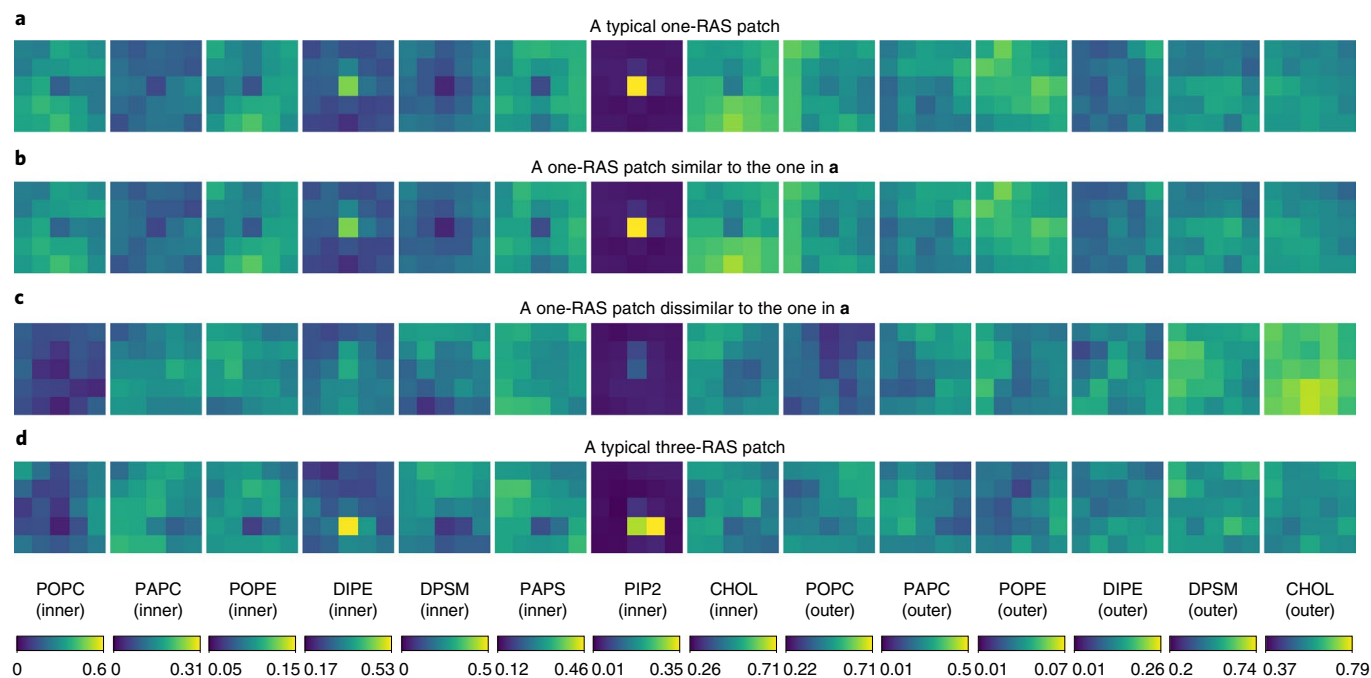 a
A typical one-RAS patch
b
A one-RAS patch similar to the one in a
c
A one-RAS patch dissimilar to the one in a
d
A typical three-RAS patch
POPC PAPC POPE DIPE DPSM PAPS PIP2 CHOL POPC PAPC POPE DIPE DPSM CHOL
(inner) (inner) (inner) (inner) (inner) (inner) (inner) (inner) (outer) (outer) (outer) (outer) (outer) (outer)
0 0.6 0 0.31 0.05 0.15 0.17 0.53 0 0.5 0.12 0.46 0.01 0.35 0.26 0.71 0.22 0.71 0.01 0.5 0.01 0.07 0.01 0.26 0.2 0.74 0.37 0.79